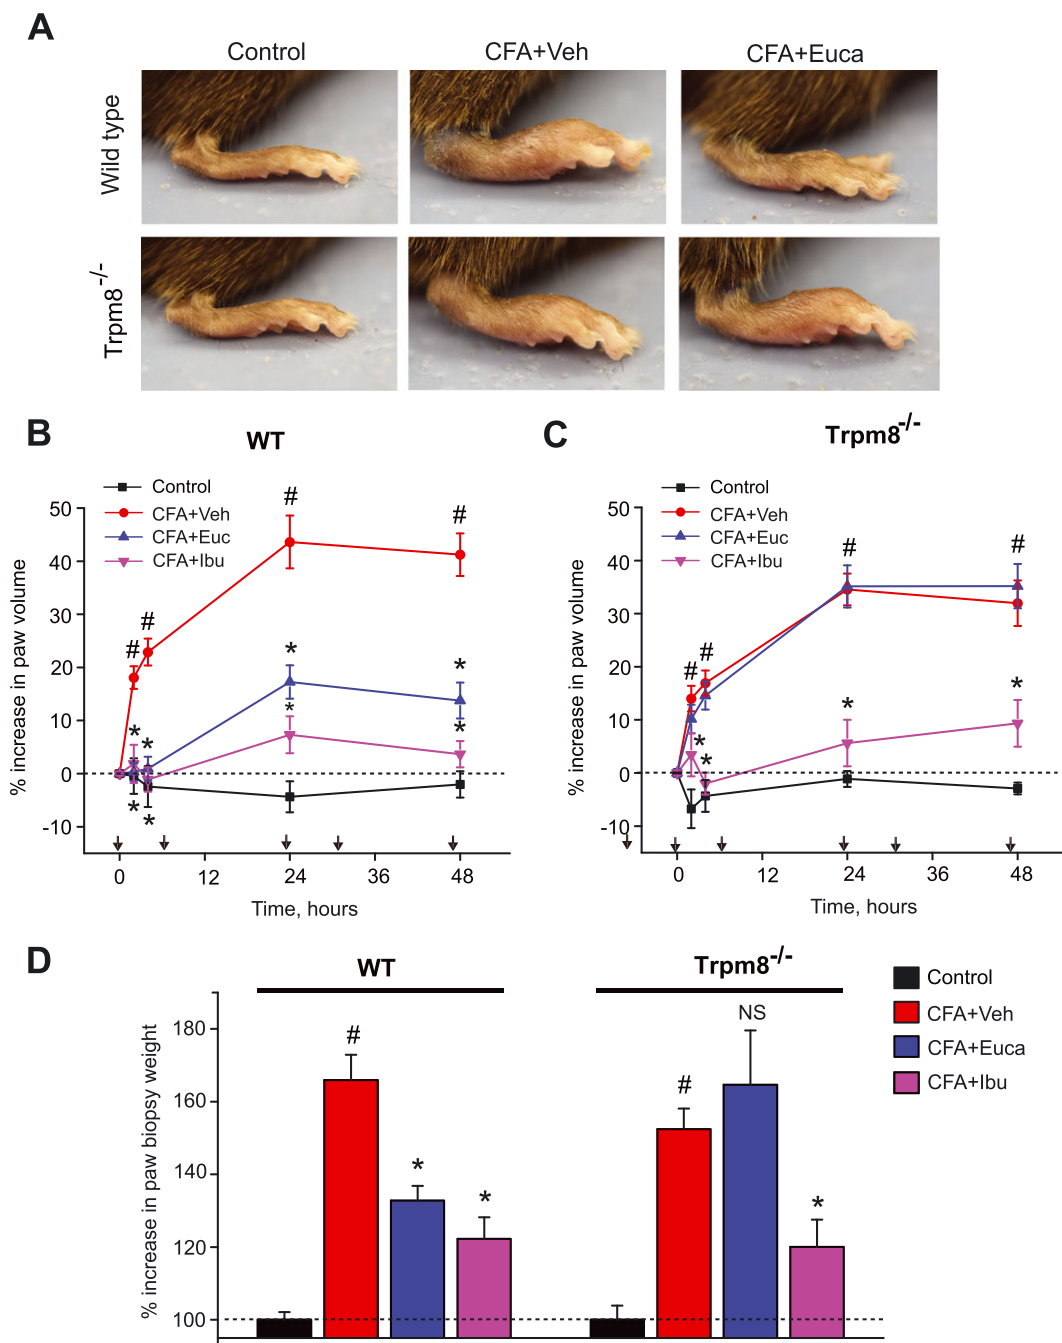 A
Control
CFA+Veh
CFA+Euca
Wild type
Trpm8-/-
B
WT
Control
CFA+Veh
CFA+Euc
CFA+Ibu
% increase in paw volume
50
40
30
20
10
0
-10
#
#
#
#
*
*
*
*
*
*
*
*
0
12
24
36
48
Time, hours
C
Trpm8-/-
Control
CFA+Veh
CFA+Euc
CFA+Ibu
% increase in paw volume
50
40
30
20
10
0
-10
#
#
#
#
*
*
*
*
0
12
24
36
48
Time, hours
D
WT
Trpm8-/-
Control
CFA+Veh
CFA+Euca
CFA+Ibu
% increase in paw biopsy weight
180
160
140
120
100
#
*
*
#
NS
*